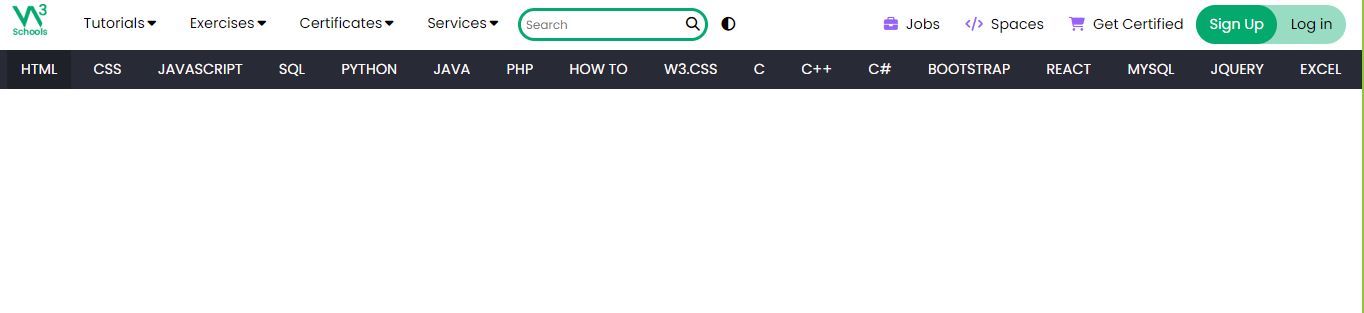 W3 Schools Tutorials Exercises Certificates Services Search Jobs Spaces Get Certified Sign Up Log in
HTML CSS JAVASCRIPT SQL PYTHON JAVA PHP HOW TO W3.CSS C C++ C# BOOTSTRAP REACT MYSQL JQUERY EXCEL